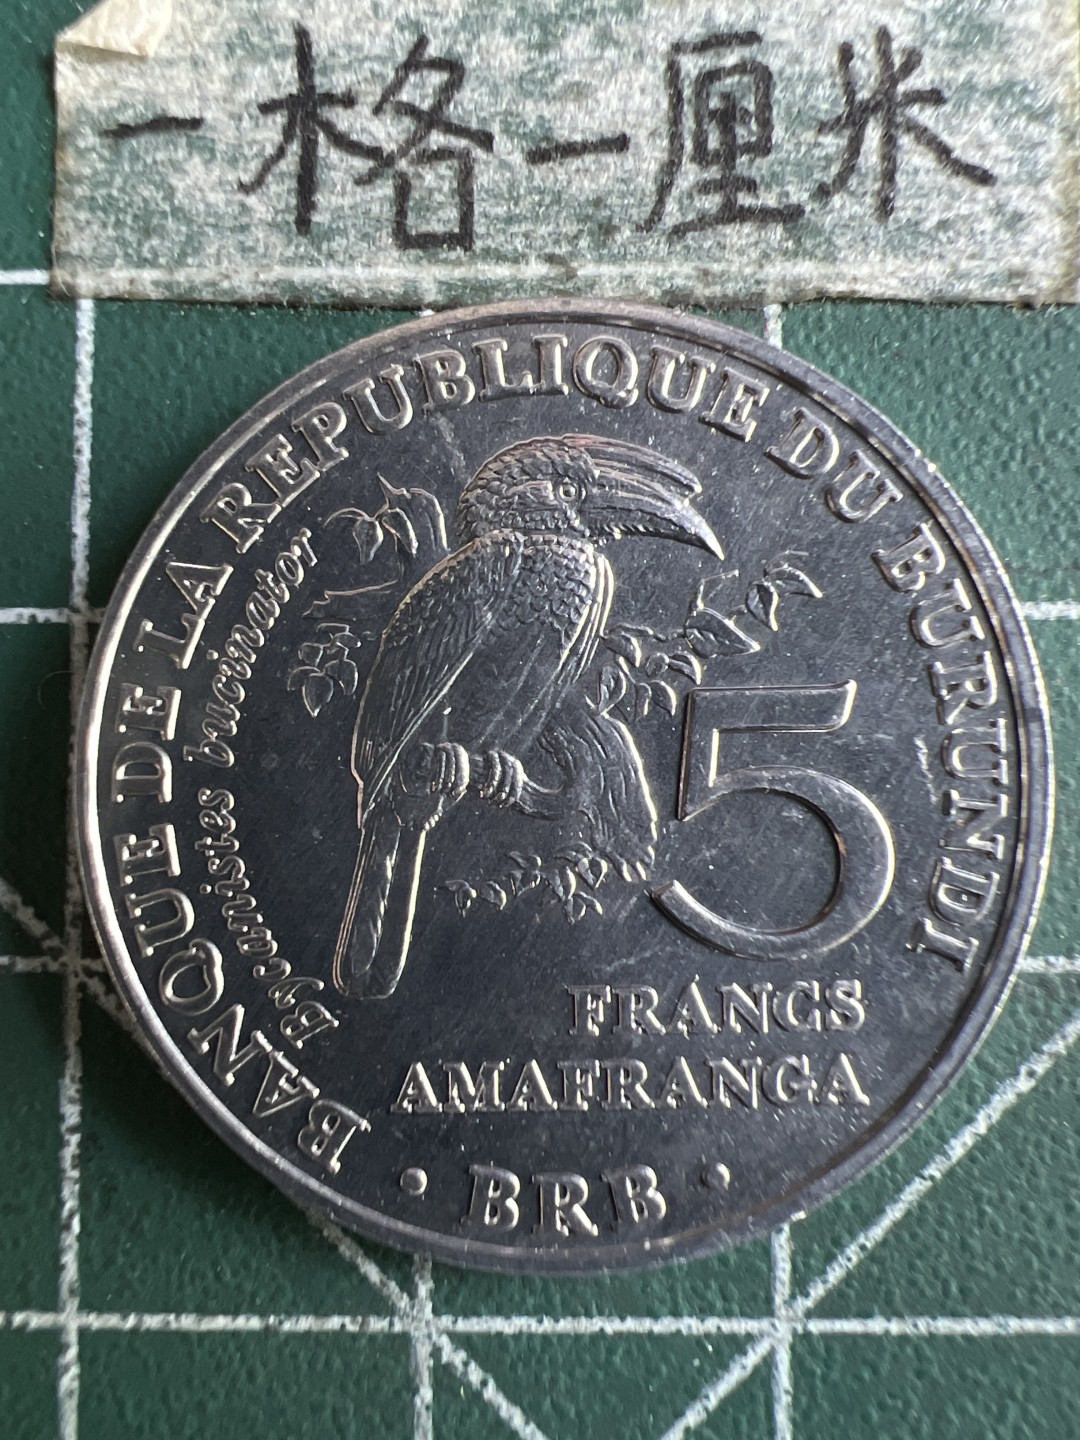 一格一厘米
BANQUE DE LA REPUBLIQUE DU BURUNDI
Bycanistes bucinator
5
FRANCS
AMAFRANGA
· BRB ·